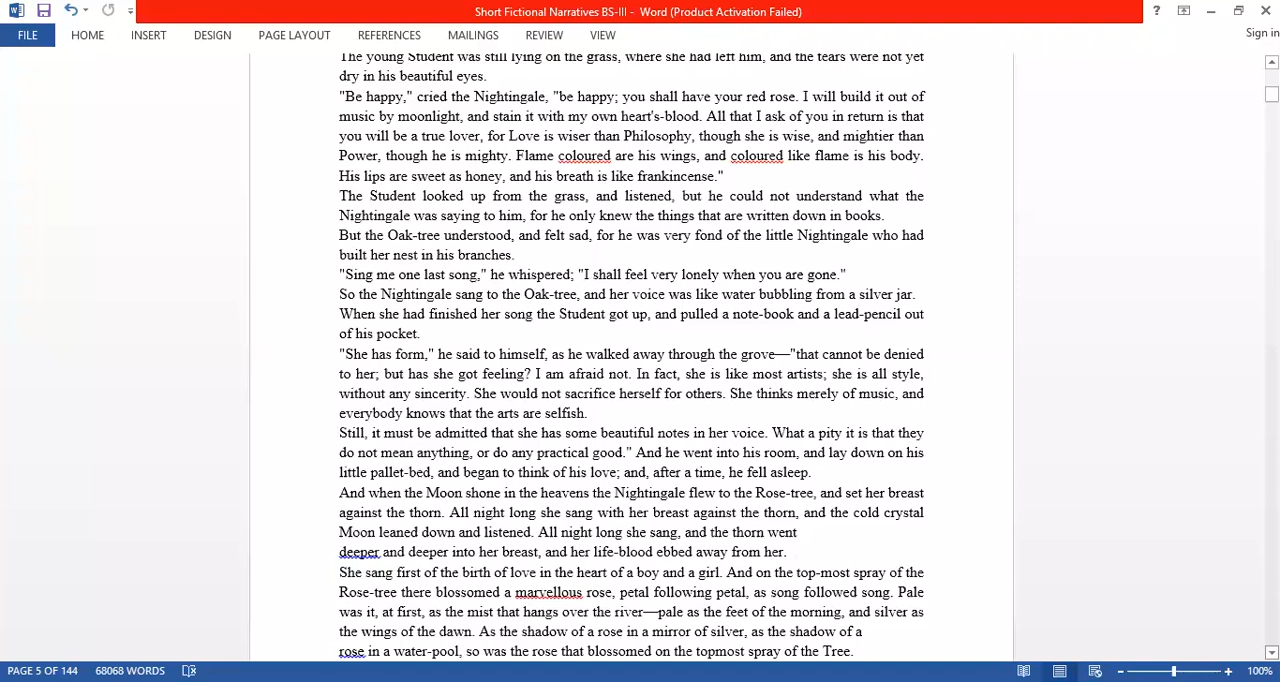 Short Fictional Narratives BS-III - Word (Product Activation Failed)
?
FILE HOME INSERT DESIGN PAGE LAYOUT REFERENCES MAILINGS REVIEW VIEW Sign in
The young Student was still lying on the grass, where she had left him, and the tears were not yet
dry in his beautiful eyes.
"Be happy," cried the Nightingale, "be happy; you shall have your red rose. I will build it out of
music by moonlight, and stain it with my own heart's-blood. All that I ask of you in return is that
you will be a true lover, for Love is wiser than Philosophy, though she is wise, and mightier than
Power, though he is mighty. Flame coloured are his wings, and coloured like flame is his body.
His lips are sweet as honey, and his breath is like frankincense."
The Student looked up from the grass, and listened, but he could not understand what the
Nightingale was saying to him, for he only knew the things that are written down in books.
But the Oak-tree understood, and felt sad, for he was very fond of the little Nightingale who had
built her nest in his branches.
"Sing me one last song," he whispered; "I shall feel very lonely when you are gone."
So the Nightingale sang to the Oak-tree, and her voice was like water bubbling from a silver jar.
When she had finished her song the Student got up, and pulled a note-book and a lead-pencil out
of his pocket.
"She has form," he said to himself, as he walked away through the grove—"that cannot be denied
to her; but has she got feeling? I am afraid not. In fact, she is like most artists; she is all style,
without any sincerity. She would not sacrifice herself for others. She thinks merely of music, and
everybody knows that the arts are selfish.
Still, it must be admitted that she has some beautiful notes in her voice. What a pity it is that they
do not mean anything, or do any practical good." And he went into his room, and lay down on his
little pallet-bed, and began to think of his love; and, after a time, he fell asleep.
And when the Moon shone in the heavens the Nightingale flew to the Rose-tree, and set her breast
against the thorn. All night long she sang with her breast against the thorn, and the cold crystal
Moon leaned down and listened. All night long she sang, and the thorn went
deeper and deeper into her breast, and her life-blood ebbed away from her.
She sang first of the birth of love in the heart of a boy and a girl. And on the top-most spray of the
Rose-tree there blossomed a marvellous rose, petal following petal, as song followed song. Pale
was it, at first, as the mist that hangs over the river—pale as the feet of the morning, and silver as
the wings of the dawn. As the shadow of a rose in a mirror of silver, as the shadow of a
rose in a water-pool, so was the rose that blossomed on the topmost spray of the Tree.
PAGE 5 OF 144 68068 WORDS 100%